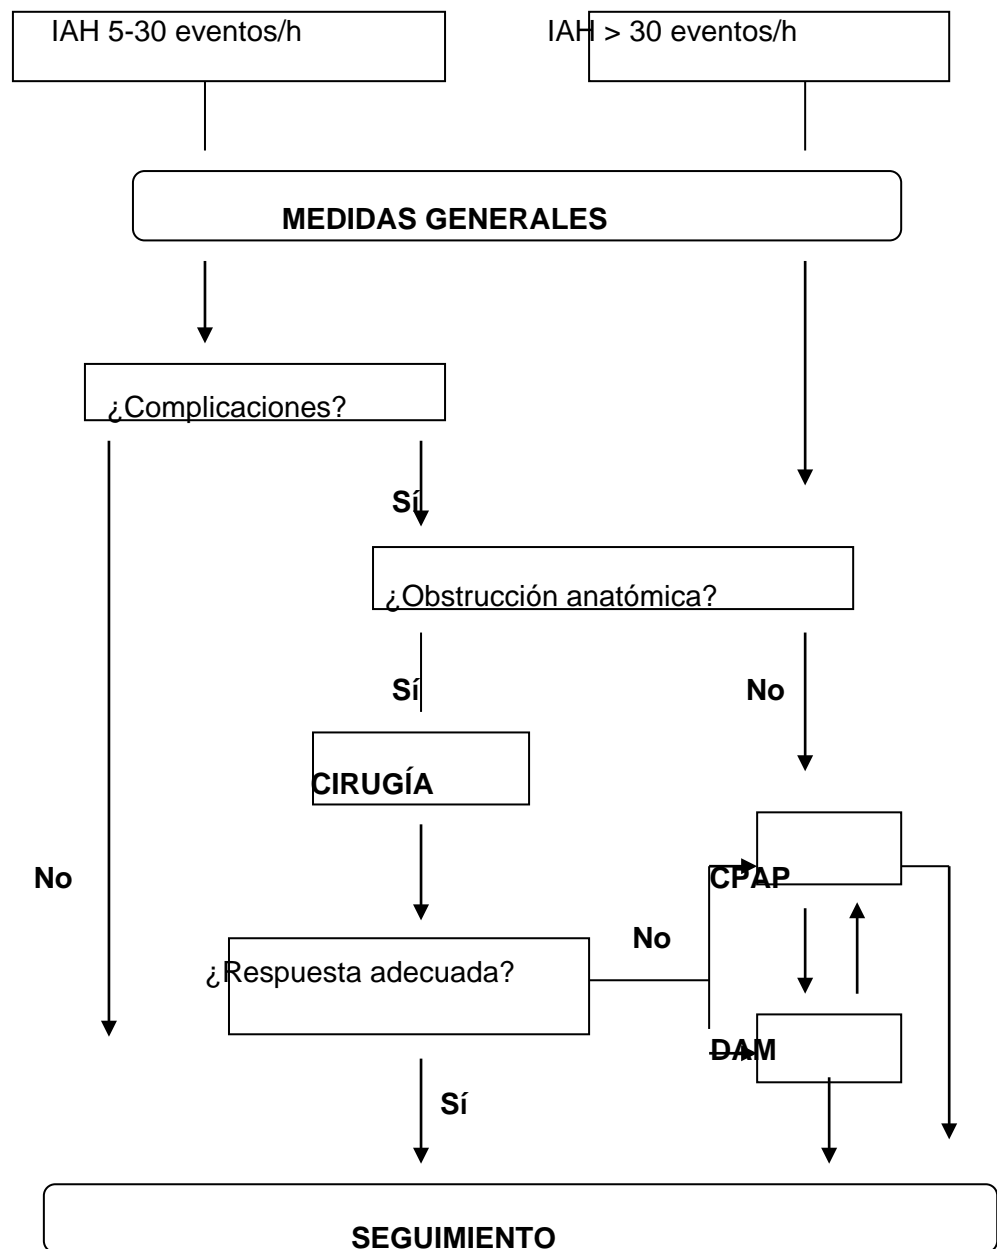 IAH 5-30 eventos/h
IAH > 30 eventos/h
MEDIDAS GENERALES
¿Complicaciones?
Sí
¿Obstrucción anatómica?
Sí
No
CIRUGÍA
No
CPAP
No
¿Respuesta adecuada?
DAM
Sí
SEGUIMIENTO